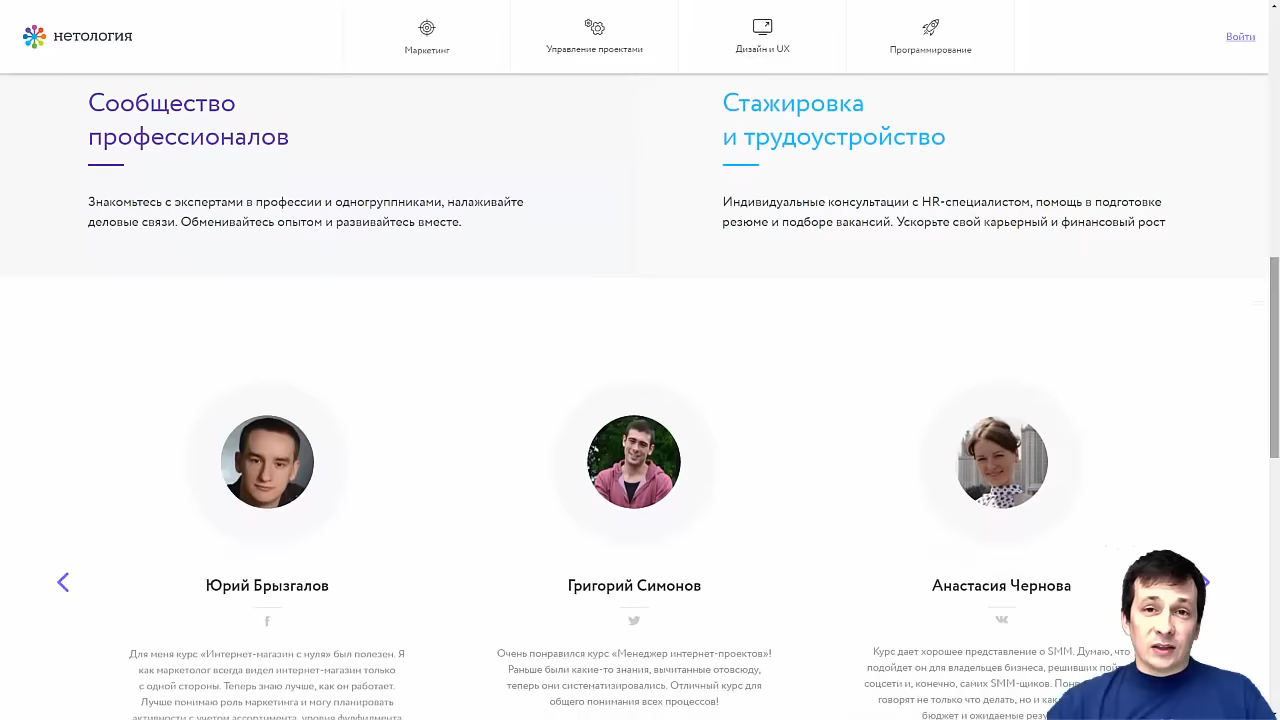 нетология
Маркетинг
Управление проектами
Дизайн и UX
Программирование
Войти
Сообщество
профессионалов
Знакомьтесь с экспертами в профессии и одногруппниками, налаживайте
деловые связи. Обменивайтесь опытом и развивайтесь вместе.
Стажировка
и трудоустройство
Индивидуальные консультации с HR-специалистом, помощь в подготовке
резюме и подборе вакансий. Ускорьте свой карьерный и финансовый рост
Юрий Брызгалов
Для меня курс «Интернет-магазин с нуля» был полезен. Я
как маркетолог всегда видел интернет-магазин только
с одной стороны. Теперь знаю лучше, как он работает.
Лучше понимаю роль маркетинга и могу планировать
активности с учетом ассортимента, уровня фулфилмента
Григорий Симонов
Очень понравился курс «Менеджер интернет-проектов»!
Раньше были какие-то знания, вычитанные отовсюду,
теперь они систематизировались. Отличный курс для
общего понимания всех процессов!
Анастасия Чернова
Курс дает хорошее представление о SMM. Думаю, что
подойдет он для владельцев бизнеса, решивших
соцсети и, конечно, самих SMM-щиков.
говорят не только что делать, но и
бюджет и ожидаемые